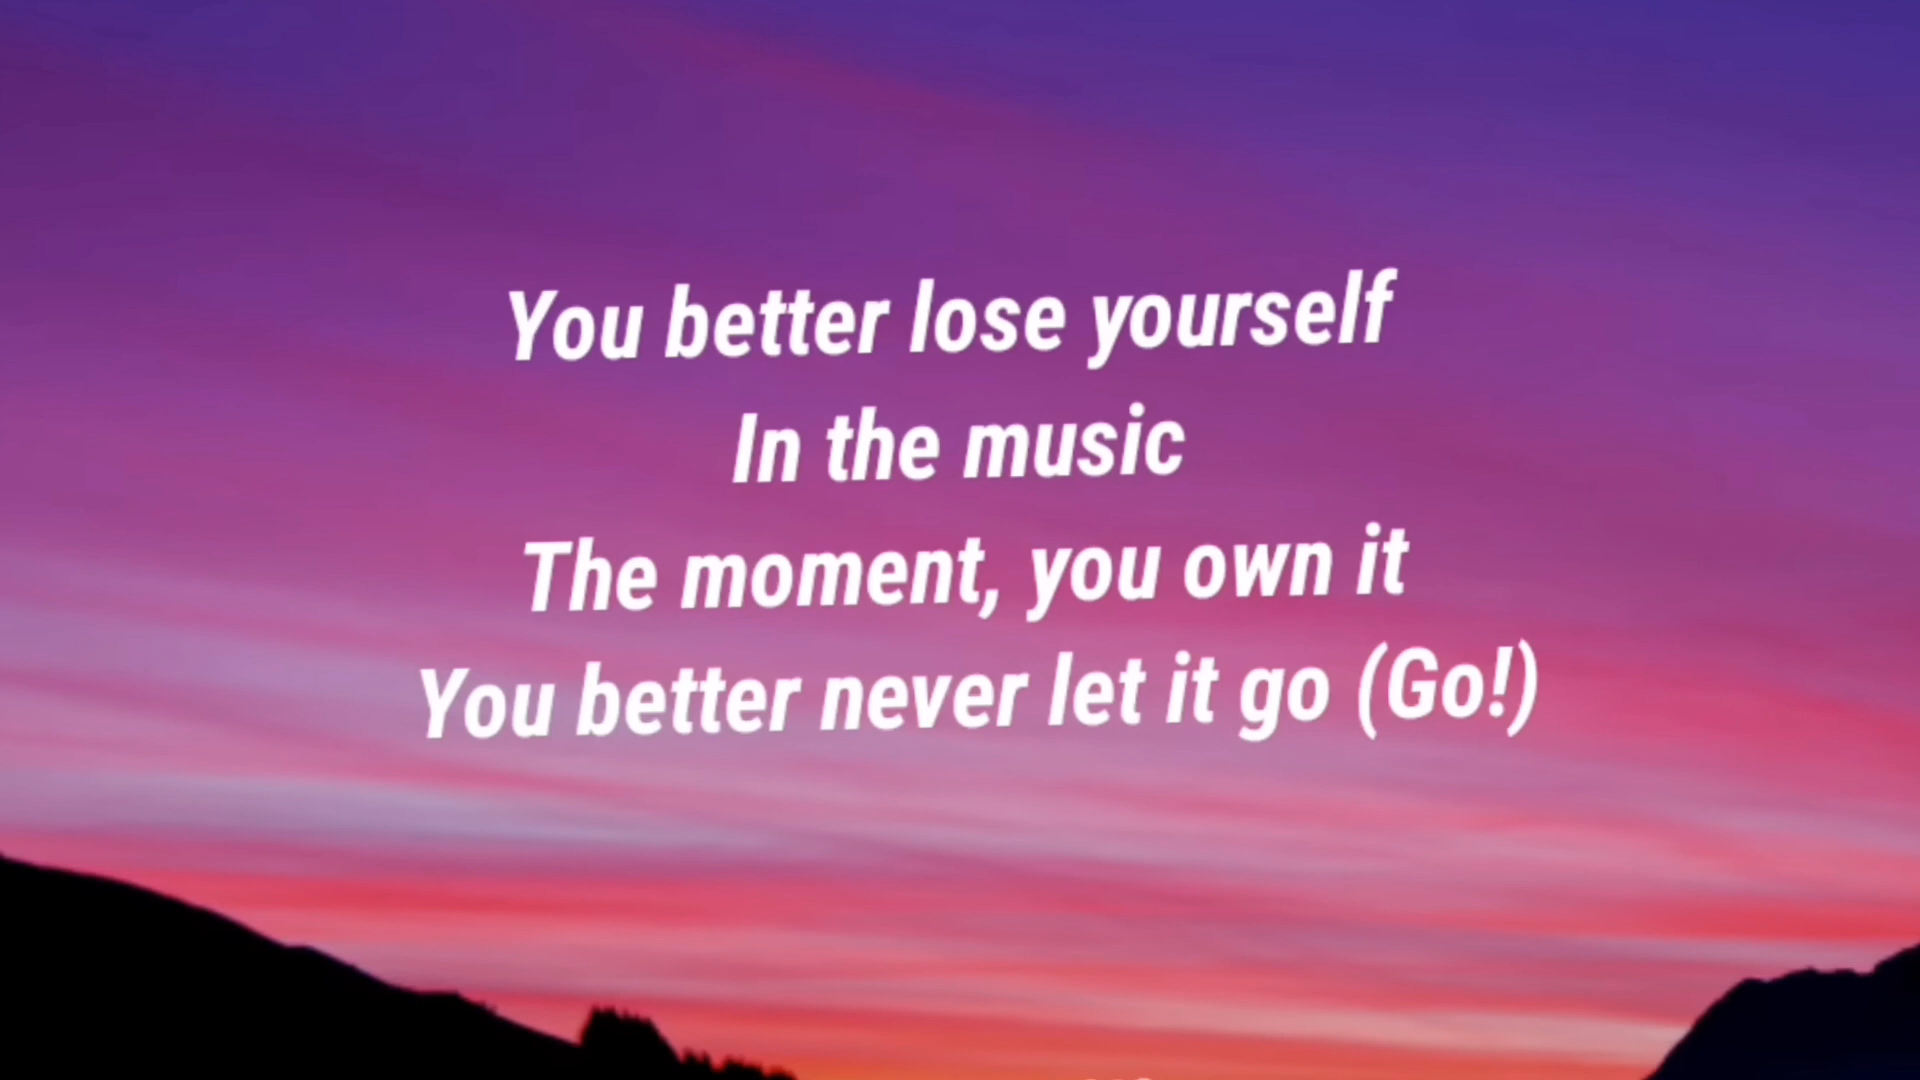 You better lose yourself
In the music
The moment, you own it
You better never let it go (Go!)